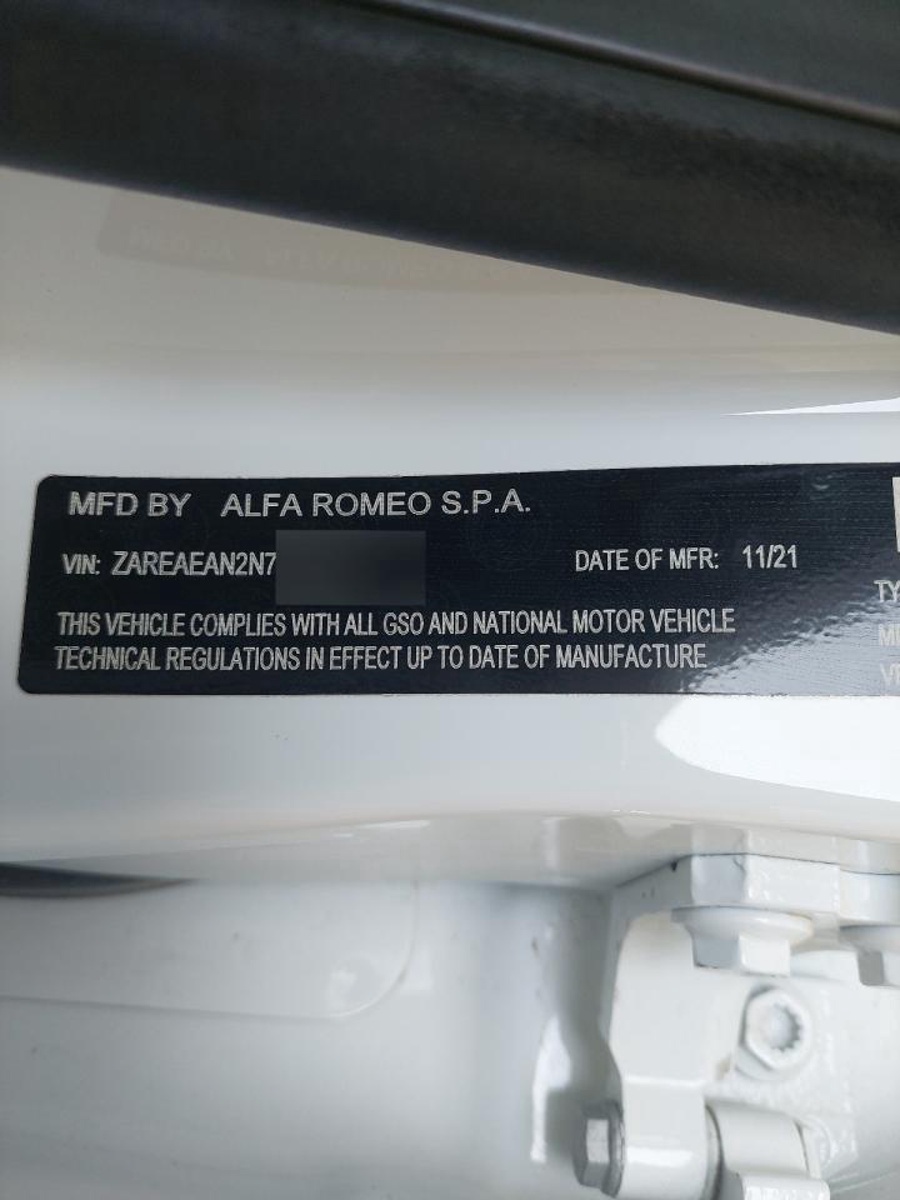 MFD BY ALFA ROMEO S.P.A.
VIN: ZAREAEAN2N7
DATE OF MFR: 11/21
THIS VEHICLE COMPLIES WITH ALL GSO AND NATIONAL MOTOR VEHICLE
TECHNICAL REGULATIONS IN EFFECT UP TO DATE OF MANUFACTURE